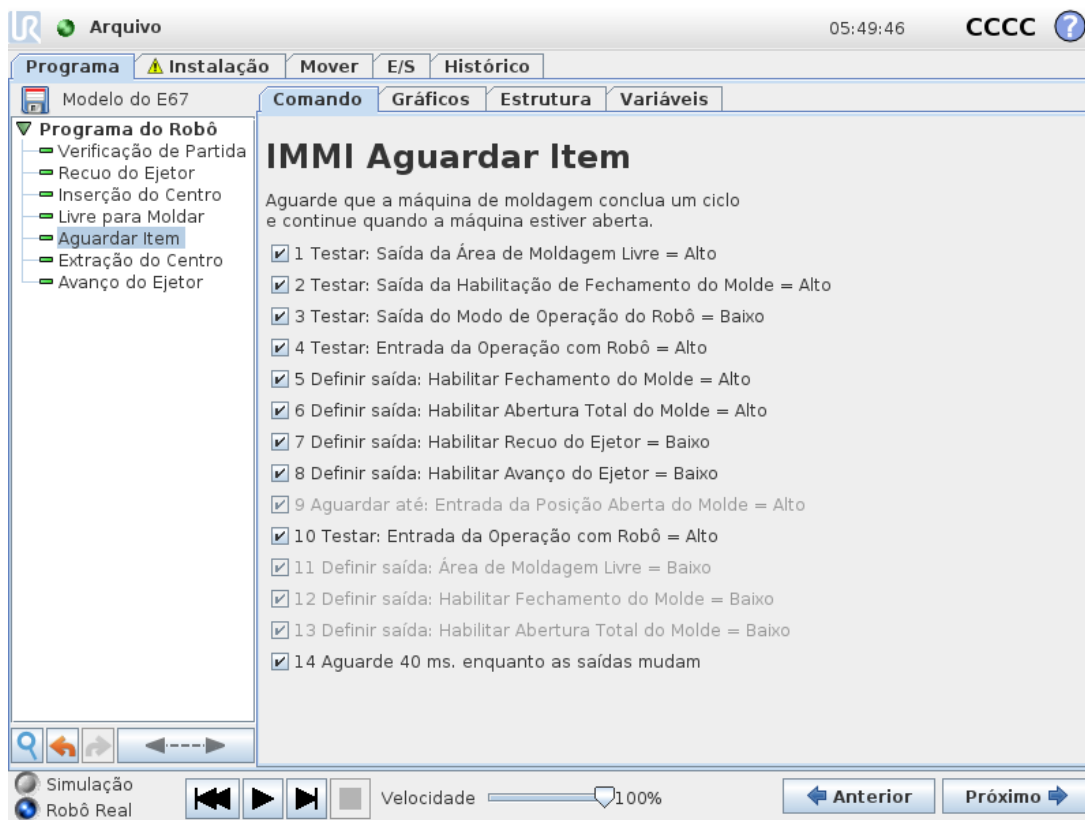 UR Arquivo 05:49:46 CCCC ?
Programa Instalação Mover E/S Histórico
Modelo do E67
Comando Gráficos Estrutura Variáveis
Programa do Robô
Verificação de Partida
Recuo do Ejetor
Inserção do Centro
Livre para Moldar
Aguardar Item
Extração do Centro
Avanço do Ejetor
IMMI Aguardar Item
Aguarde que a máquina de moldagem conclua um ciclo
e continue quando a máquina estiver aberta.
1 Testar: Saída da Área de Moldagem Livre = Alto
2 Testar: Saída da Habilitação de Fechamento do Molde = Alto
3 Testar: Saída do Modo de Operação do Robô = Baixo
4 Testar: Entrada da Operação com Robô = Alto
5 Definir saída: Habilitar Fechamento do Molde = Alto
6 Definir saída: Habilitar Abertura Total do Molde = Alto
7 Definir saída: Habilitar Recuo do Ejetor = Baixo
8 Definir saída: Habilitar Avanço do Ejetor = Baixo
9 Aguardar até: Entrada da Posição Aberta do Molde = Alto
10 Testar: Entrada da Operação com Robô = Alto
11 Definir saída: Área de Moldagem Livre = Baixo
12 Definir saída: Habilitar Fechamento do Molde = Baixo
13 Definir saída: Habilitar Abertura Total do Molde = Baixo
14 Aguarde 40 ms. enquanto as saídas mudam
Simulação
Robô Real
Velocidade 100%
Anterior Próximo